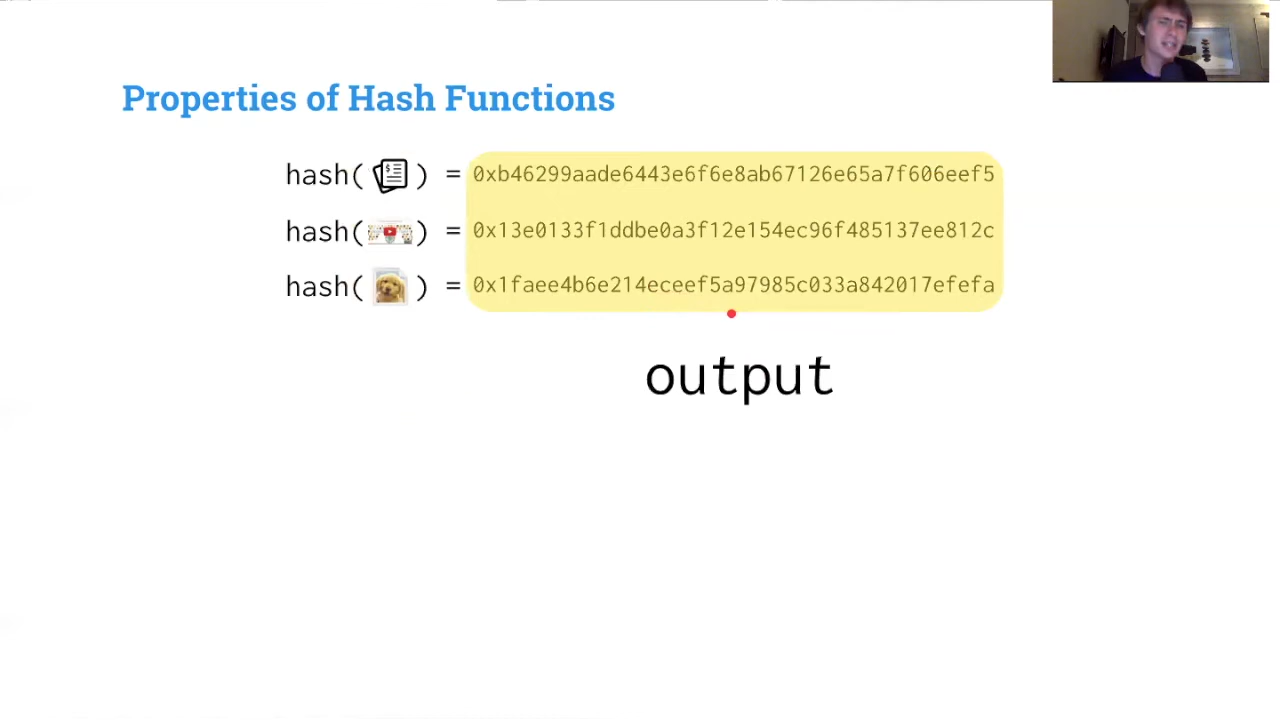 Properties of Hash Functions
hash( ) = 0xb46299aade6443e6f6e8ab67126e65a7f606eef5
hash( ) = 0x13e0133f1ddbe0a3f12e154ec96f485137ee812c
hash( ) = 0x1faee4b6e214eceef5a97985c033a842017efefa
output